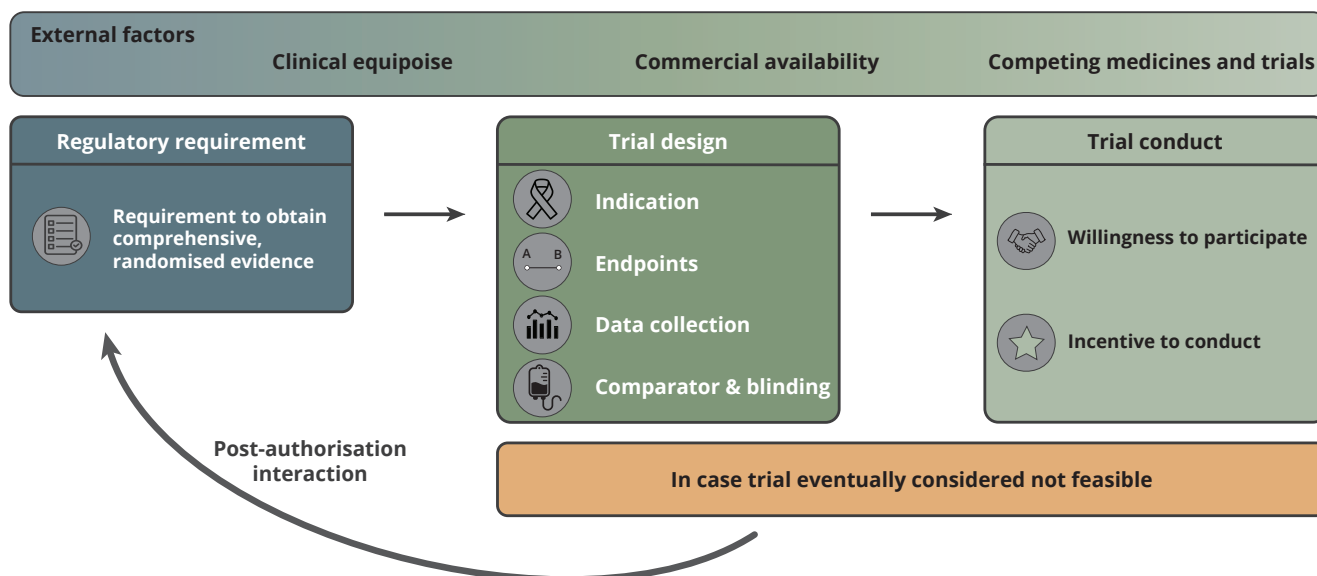 External factors
Clinical equipoise
Commercial availability
Competing medicines and trials
Regulatory requirement
Requirement to obtain
comprehensive,
randomised evidence
Trial design
Indication
A B
Endpoints
Data collection
Comparator & blinding
Trial conduct
Willingness to participate
Incentive to conduct
Post-authorisation
interaction
In case trial eventually considered not feasible